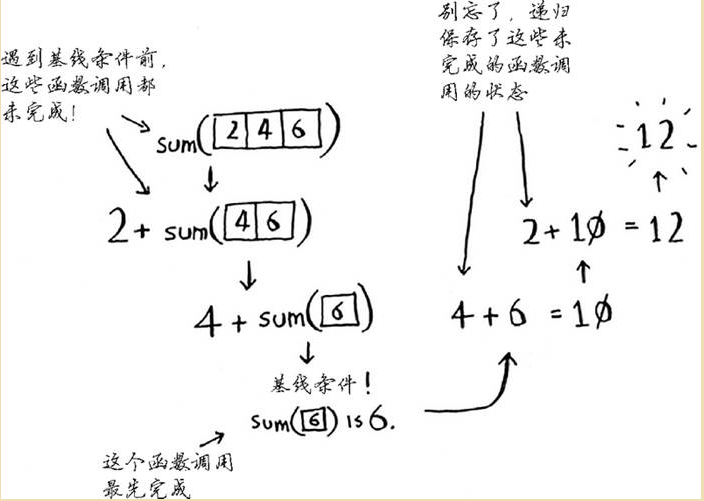 遇到基线条件前，
这些函数调用都
未完成！
sum([2 4 6])
2 + sum([4 6])
4 + sum([6])
基线条件！
sum([6]) is 6.
这个函数调用
最先完成
别忘了，递归
保存了这些未
完成的函数调
用的状态
12
2 + 10 = 12
4 + 6 = 10